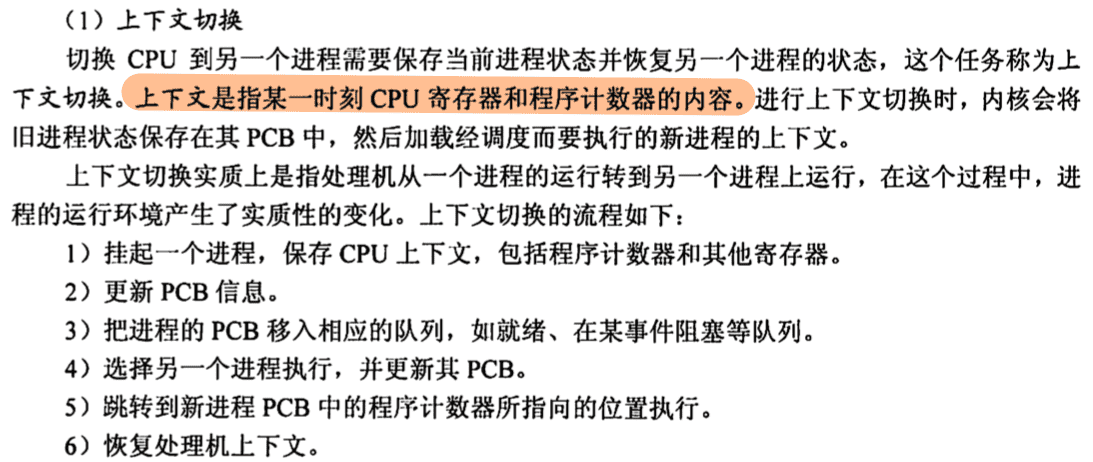 （1）上下文切换
切换 CPU 到另一个进程需要保存当前进程状态并恢复另一个进程的状态，这个任务称为上
下文切换。上下文是指某一时刻 CPU 寄存器和程序计数器的内容。进行上下文切换时，内核会将
旧进程状态保存在其 PCB 中，然后加载经调度而要执行的新进程的上下文。
上下文切换实质上是指处理机从一个进程的运行转到另一个进程上运行，在这个过程中，进
程的运行环境产生了实质性的变化。上下文切换的流程如下：
1）挂起一个进程，保存 CPU 上下文，包括程序计数器和其他寄存器。
2）更新 PCB 信息。
3）把进程的 PCB 移入相应的队列，如就绪、在某事件阻塞等队列。
4）选择另一个进程执行，并更新其 PCB。
5）跳转到新进程 PCB 中的程序计数器所指向的位置执行。
6）恢复处理机上下文。